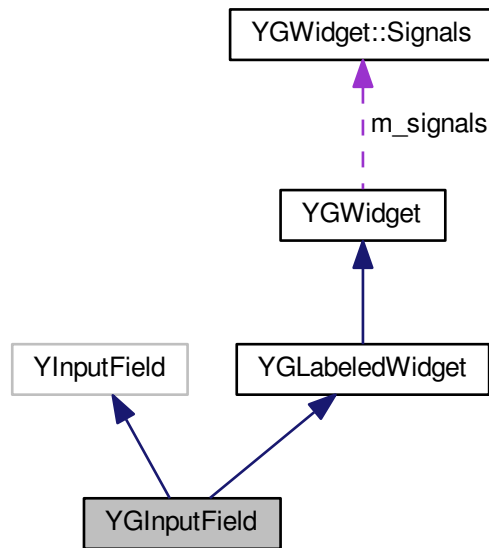 YGWidget::Signals
m_signals
YGWidget
YInputField
YGLabeledWidget
YGInputField